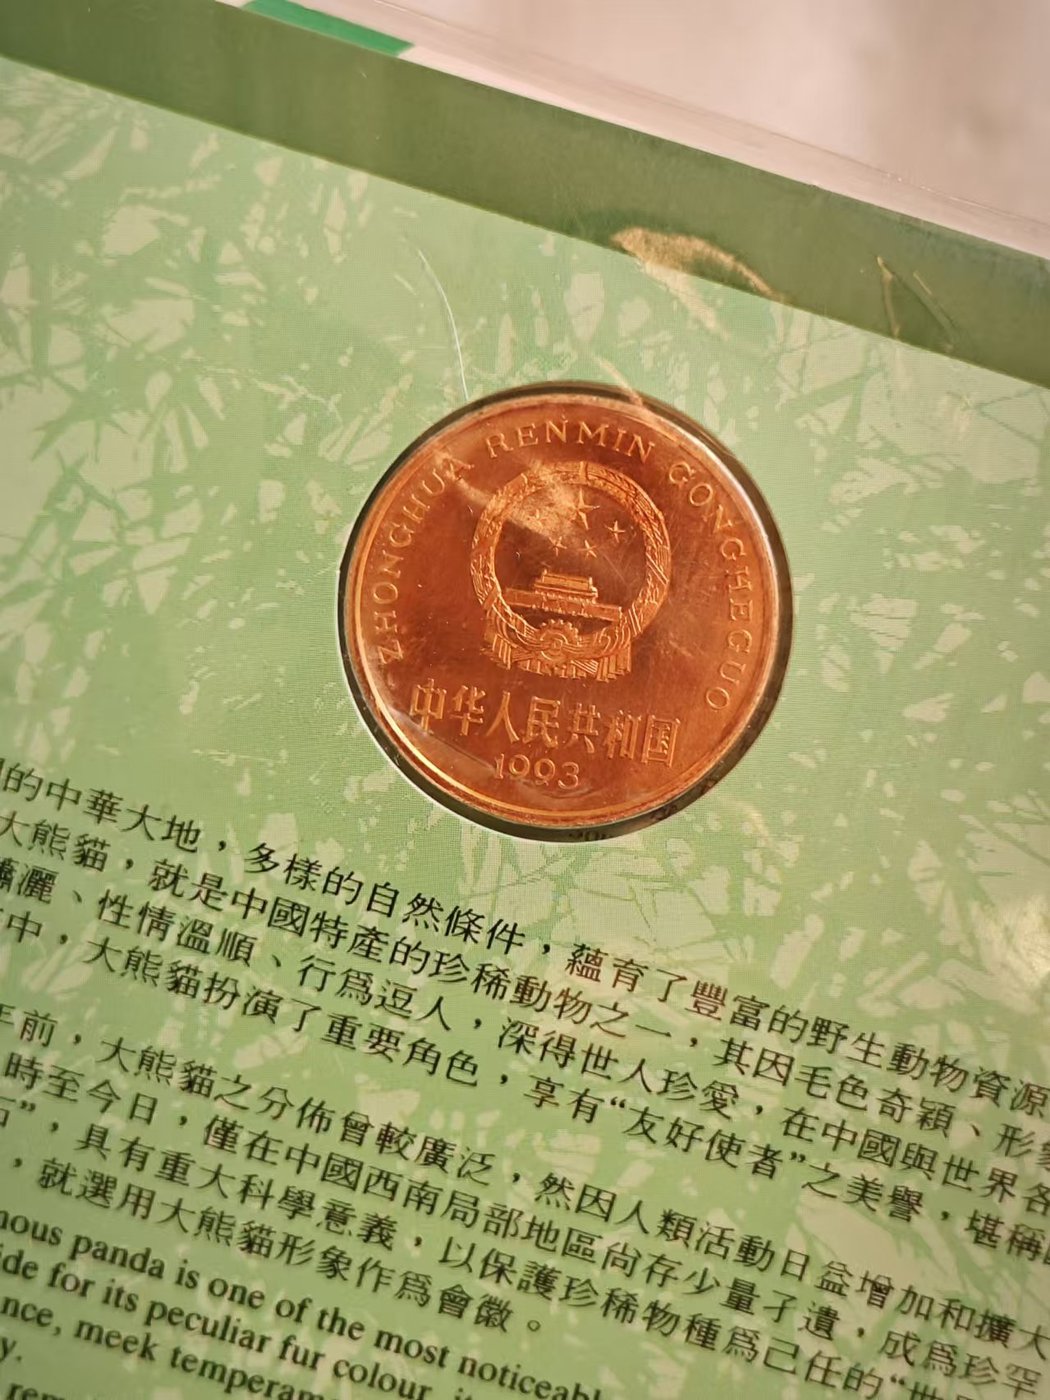 ZHONGHUA RENMIN GONGHEGUO
中华人民共和国
1993
的中華大地，多樣的自然條件，蘊育了豐富的野生動物資源
大熊貓，就是中國特產的珍稀動物之一，其因毛色奇穎、形象
灑、性情溫順、行爲逗人，深得世人珍愛，在中國與世界各
中，大熊貓扮演了重要角色，享有“友好使者”之美譽，堪稱
年前，大熊貓之分佈曾較廣泛，然因人類活動日益增加和擴大
時至今日，僅在中國西南局部地區尙存少量孑遺，成爲珍罕
石”，具有重大科學意義，以保護珍稀物種爲己任的“世
，就選用大熊貓形象作爲會徽。
nous panda is one of the most noticeabl
ide for its peculiar fur colour, it
nce, meek temperam
y.